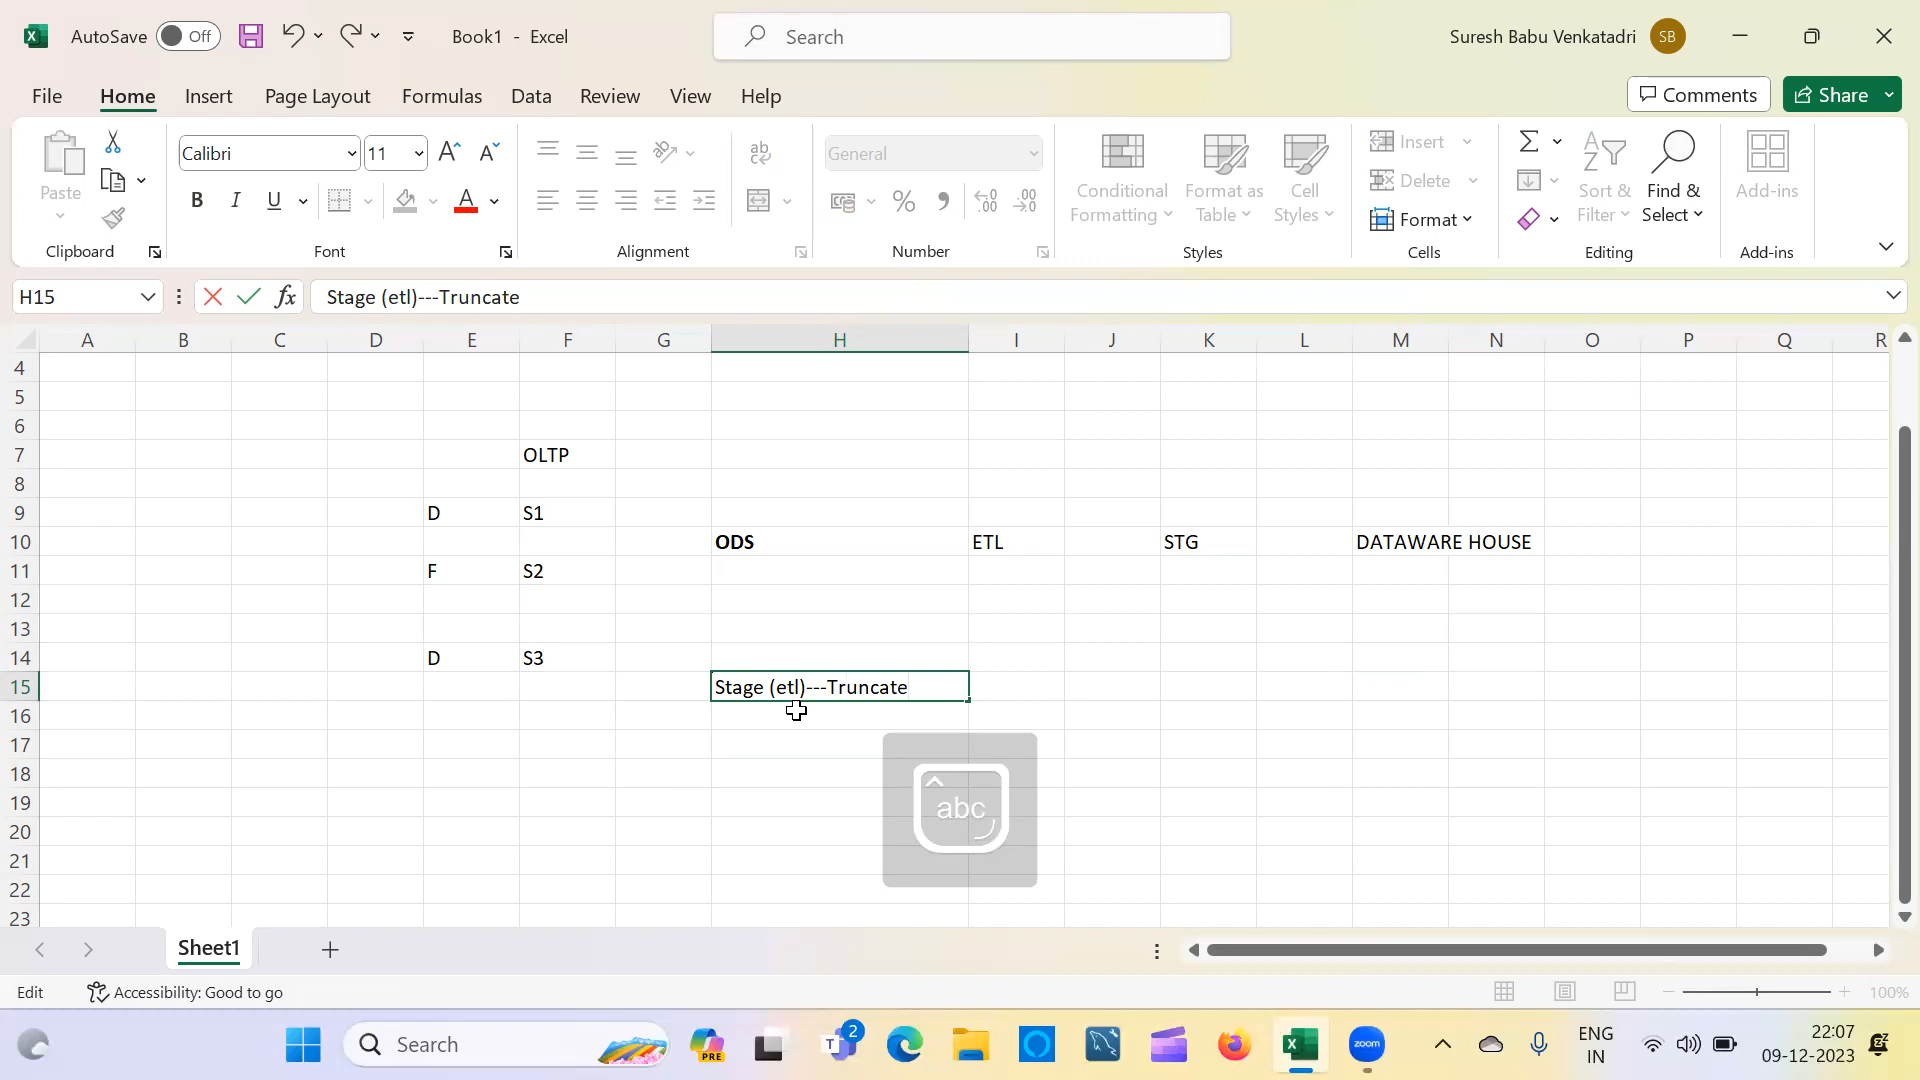 AutoSave Off Book1 - Excel Search Suresh Babu Venkatadri SB
File Home Insert Page Layout Formulas Data Review View Help Comments Share
Paste Calibri 11 General Conditional Formatting Format as Table Cell Styles Insert Delete Format Sort & Filter Find & Select Add-ins
B I U A
Clipboard Font Alignment Number Styles Cells Editing Add-ins
H15 fx Stage (etl)---Truncate
A B C D E F G H I J K L M N O P Q R
4
5
6
7 OLTP
8
9 D S1
10 ODS ETL STG DATAWARE HOUSE
11 F S2
12
13
14 D S3
15 Stage (etl)---Truncate
16
17
18
19
20 abc
21
22
23
Sheet1
Edit Accessibility: Good to go 100%
Search PRE 2 zoom ENG IN 22:07 09-12-2023